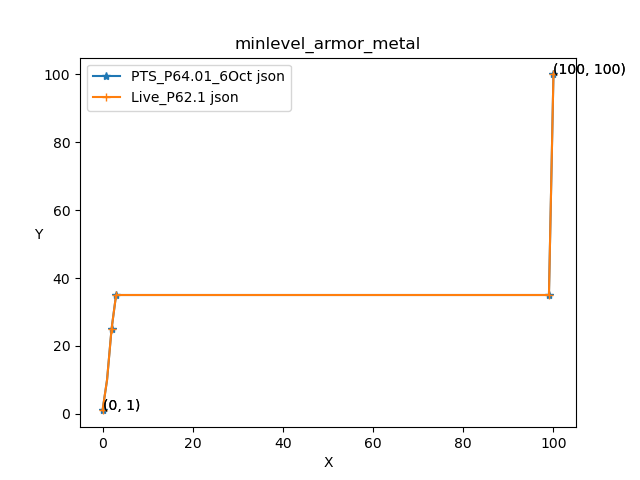 minlevel_armor_metal
PTS_P64.01_6Oct json
Live_P62.1 json
(100, 100)
100
80
60
40
20
0
Y
(0, 1)
0 20 40 60 80 100
X